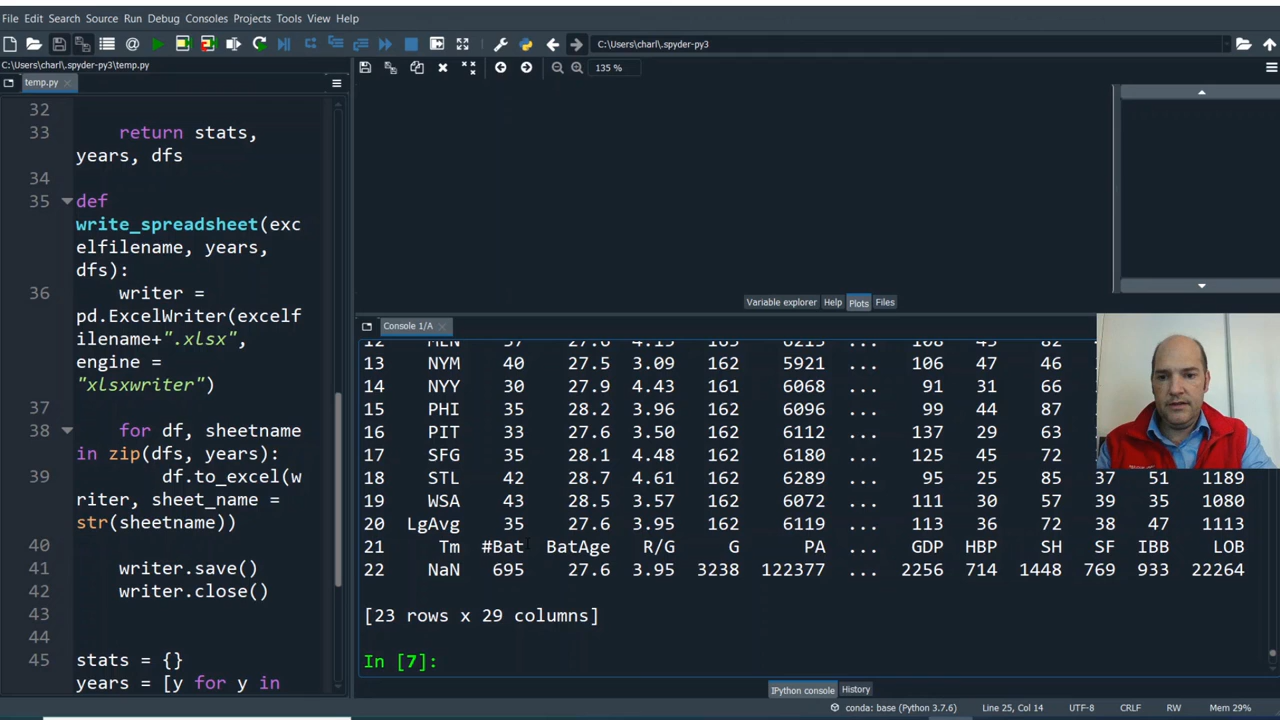 File Edit Search Source Run Debug Consoles Projects Tools View Help
C:\Users\charl\.spyder-py3
C:\Users\charl\.spyder-py3\temp.py
135 %
temp.py
32
33 return stats,
years, dfs
34
35 def
write_spreadsheet(exc
elfilename, years,
dfs):
36 writer =
pd.ExcelWriter(excelf
ilename+".xlsx",
engine =
"xlsxwriter")
37
38 for df, sheetname
in zip(dfs, years):
39 df.to_excel(w
riter, sheet_name =
str(sheetname))
40
41 writer.save()
42 writer.close()
43
44
45 stats = {}
years = [y for y in
Variable explorer Help Plots Files
Console 1/A
13 NYM 40 27.5 3.09 162 5921 ... 106 47 46
14 NYY 30 27.9 4.43 161 6068 ... 91 31 66
15 PHI 35 28.2 3.96 162 6096 ... 99 44 87
16 PIT 33 27.6 3.50 162 6112 ... 137 29 63
17 SFG 35 28.1 4.48 162 6180 ... 125 45 72
18 STL 42 28.7 4.61 162 6289 ... 95 25 85 37 51 1189
19 WSA 43 28.5 3.57 162 6072 ... 111 30 57 39 35 1080
20 LgAvg 35 27.6 3.95 162 6119 ... 113 36 72 38 47 1113
21 Tm #Bat BatAge R/G G PA ... GDP HBP SH SF IBB LOB
22 NaN 695 27.6 3.95 3238 122377 ... 2256 714 1448 769 933 22264
[23 rows x 29 columns]
In [7]:
IPython console History
conda: base (Python 3.7.6) Line 25, Col 14 UTF-8 CRLF RW Mem 29%